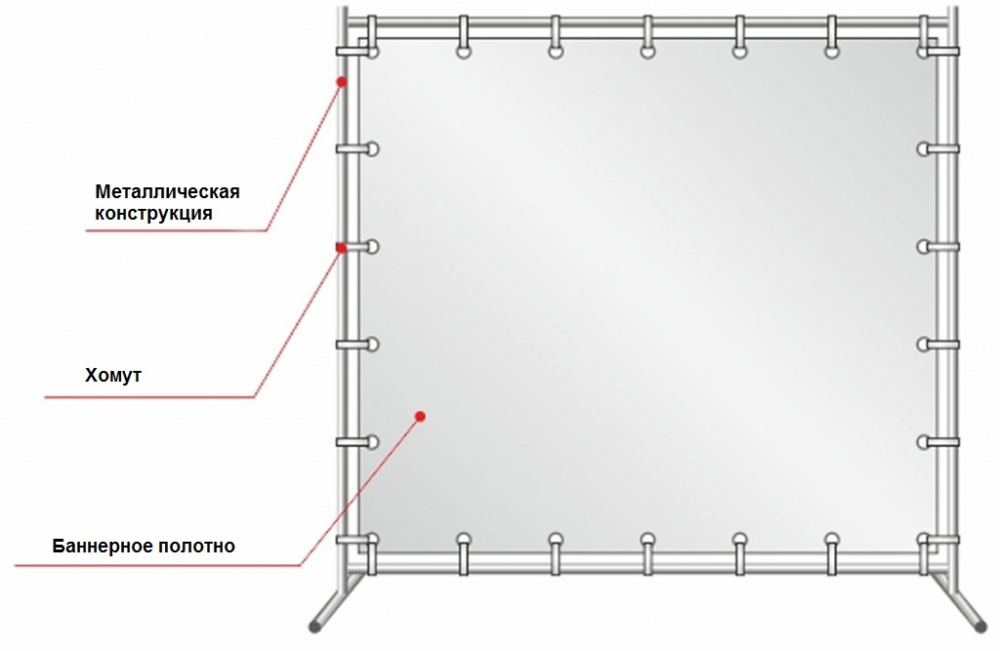 Металлическая
конструкция
Хомут
Баннерное полотно